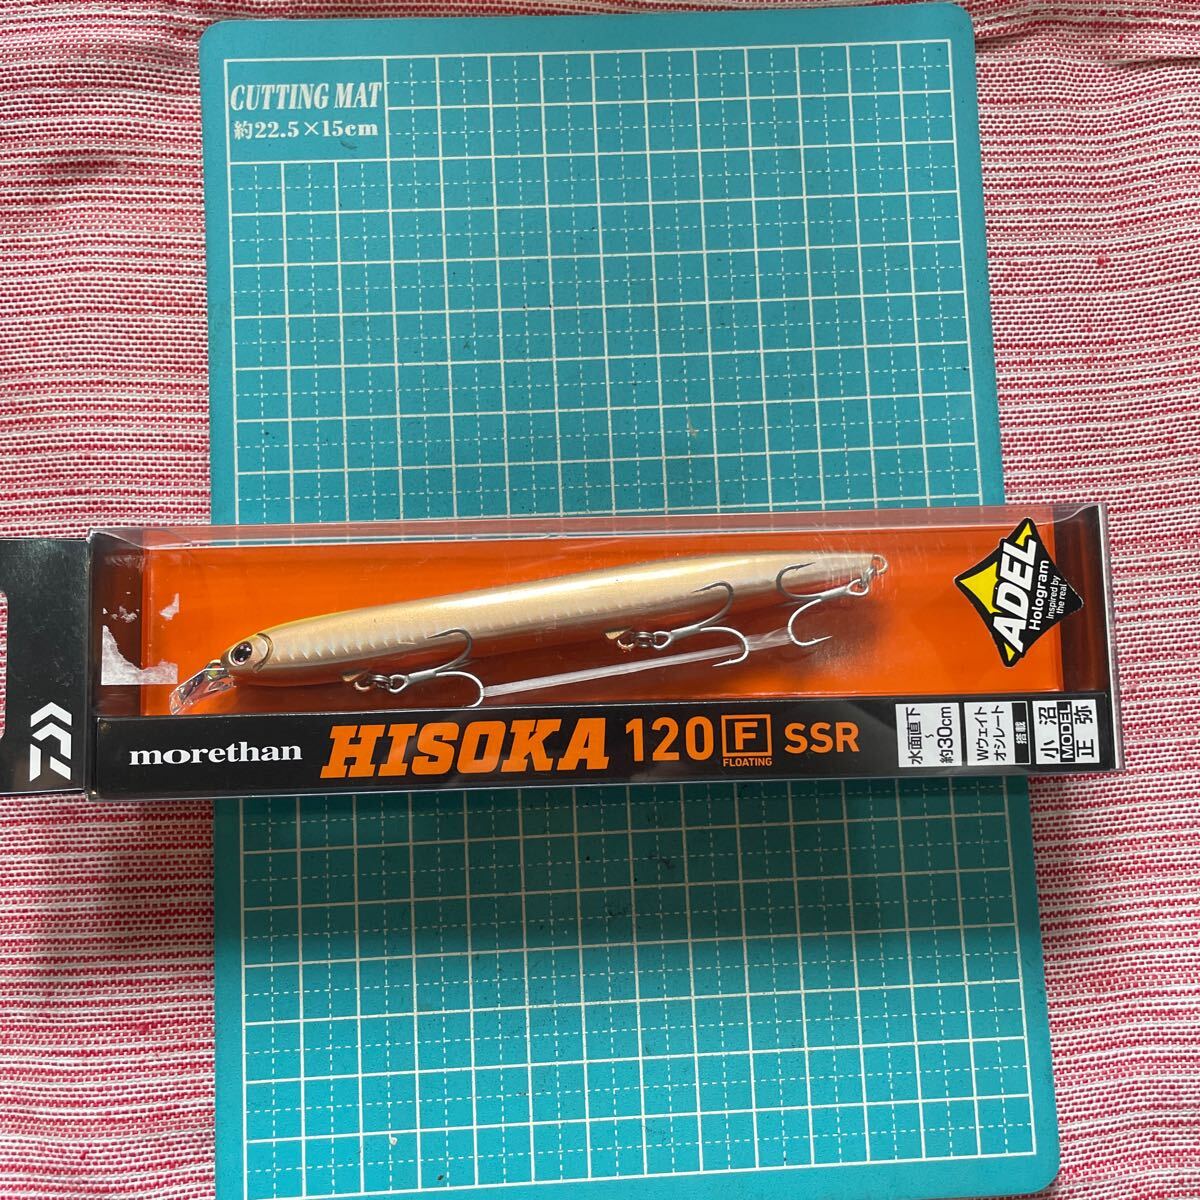 CUTTING MAT
約22.5×15cm
ADEL
Hologram
Inspired by
the real
morethan HISOKA 120 F SSR
FLOATING
水面直下
～
約30cm
Wウェイト
オシレート
搭載
小沼
MODEL
正弥